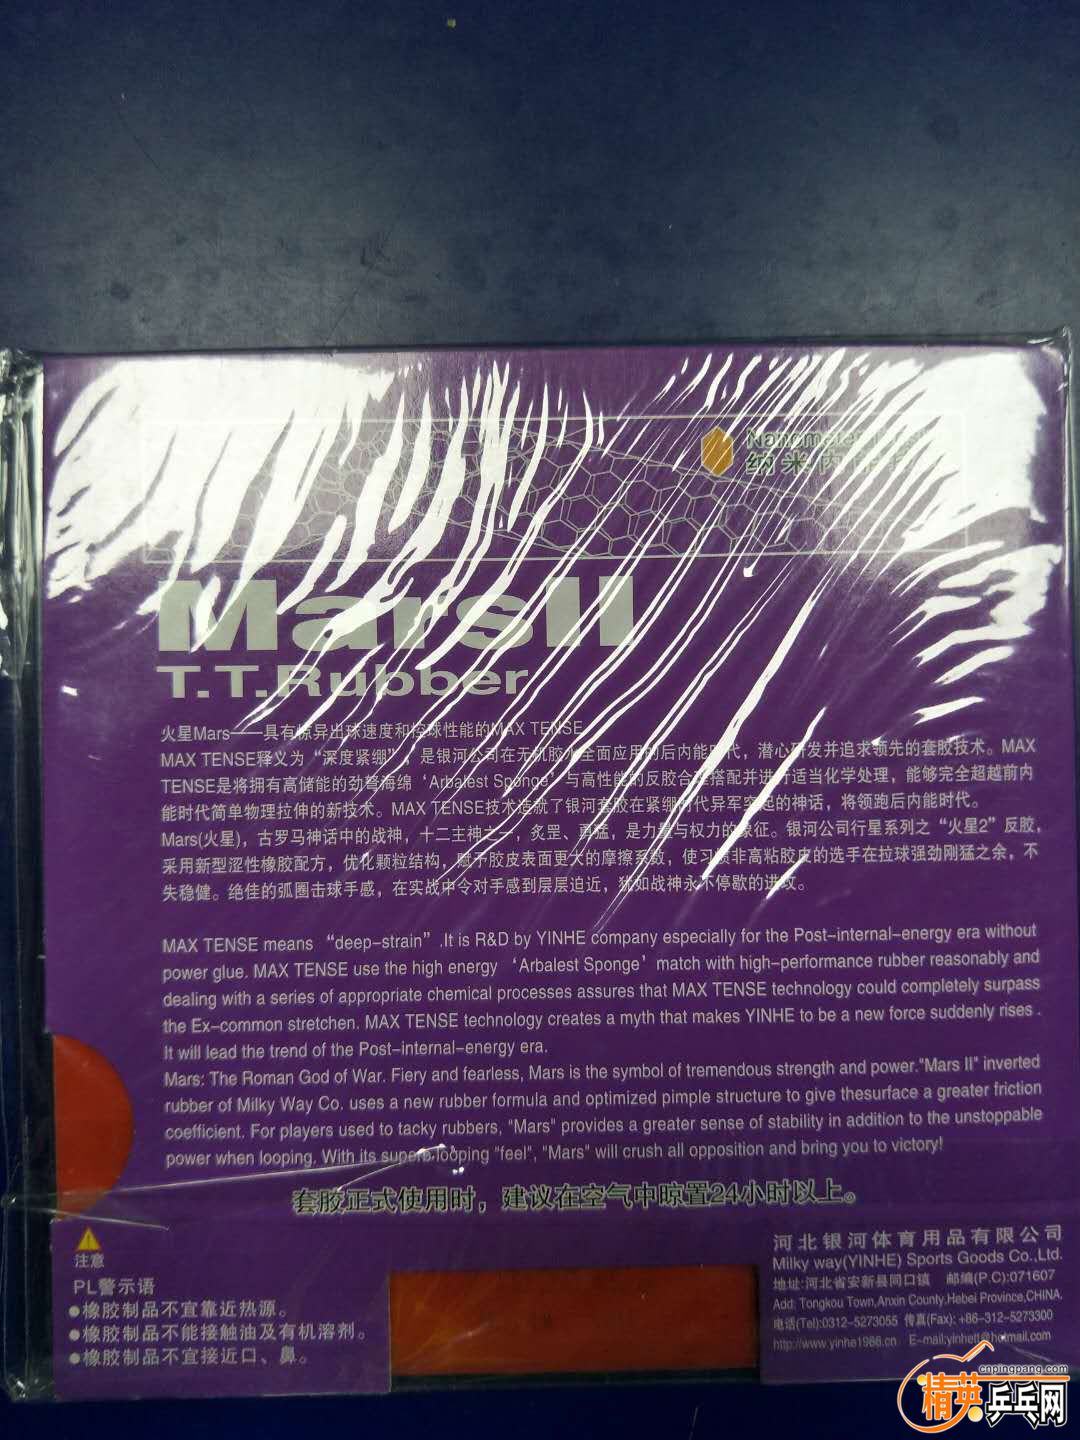 纳米内
MarsII
T.T.Rubber
火星Mars——具有惊异出球速度和控球性能的MAX TENSE
MAX TENSE释义为“深度紧绷”，是银河公司在无机胶水全面应用的后内能时代，潜心研发并追求领先的套胶技术。MAX
TENSE是将拥有高储能的劲弩海绵‘Arbalest Sponge’与高性能的反胶合理搭配并进行适当化学处理，能够完全超越前内
能时代简单物理拉伸的新技术。MAX TENSE技术造就了银河套胶在紧绷时代异军突起的神话，将领跑后内能时代。
Mars(火星)，古罗马神话中的战神，十二主神之一，炙罡、勇猛，是力量与权力的象征。银河公司行星系列之“火星2”反胶，
采用新型涩性橡胶配方，优化颗粒结构，赋予胶皮表面更大的摩擦系数，使习惯非高粘胶皮的选手在拉球强劲刚猛之余，不
失稳健。绝佳的弧圈击球手感，在实战中令对手感到层层迫近，犹如战神永不停歇的进攻。
MAX TENSE means “deep-strain”.It is R&D by YINHE company especially for the Post-internal-energy era without
power glue. MAX TENSE use the high energy ‘Arbalest Sponge’match with high-performance rubber reasonably and
dealing with a series of appropriate chemical processes assures that MAX TENSE technology could completely surpass
the Ex-common stretchen. MAX TENSE technology creates a myth that makes YINHE to be a new force suddenly rises .
It will lead the trend of the Post-internal-energy era.
Mars: The Roman God of War. Fiery and fearless, Mars is the symbol of tremendous strength and power."Mars II" inverted
rubber of Milky Way Co. uses a new rubber formula and optimized pimple structure to give thesurface a greater friction
coefficient. For players used to tacky rubbers, "Mars" provides a greater sense of stability in addition to the unstoppable
power when looping. With its superb looping "feel", "Mars" will crush all opposition and bring you to victory!
套胶正式使用时，建议在空气中晾置24小时以上。
注意
PL警示语
●橡胶制品不宜靠近热源。
●橡胶制品不能接触油及有机溶剂。
●橡胶制品不宜接近口、鼻。
河北银河体育用品有限公司
Milky way(YINHE) Sports Goods Co.,Ltd.
地址:河北省安新县同口镇 邮编(P.C):071607
Add: Tongkou Town,Anxin County,Hebei Province,CHINA.
电话(Tel):0312-5273055 传真(Fax): +86-312-5273300
http://www.yinhe1986.cn E-mail:yinhett@hotmail.com
cnpingpang.com
精英乒乓网